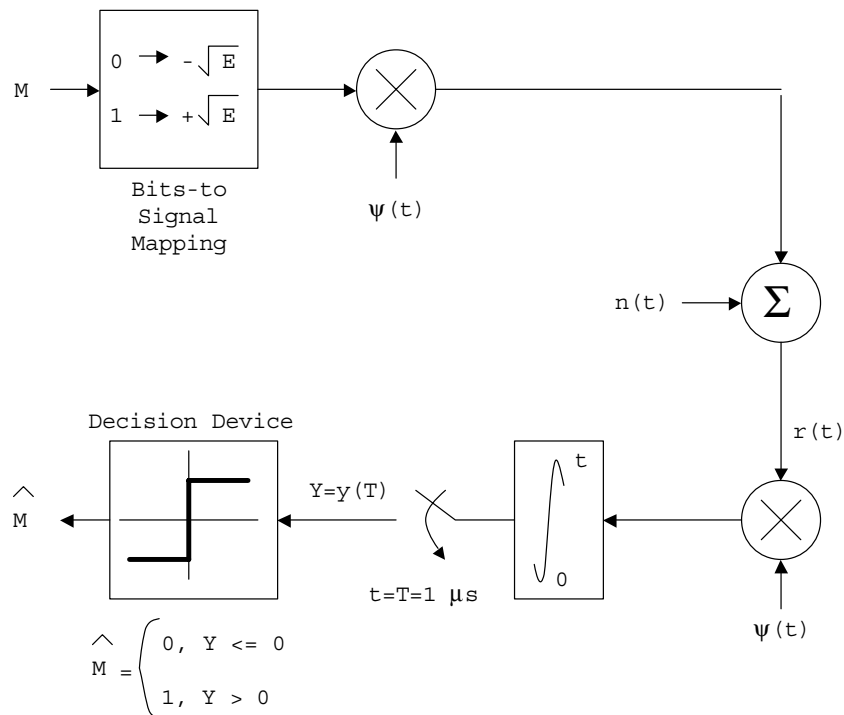 0 → -√E
M
1 → +√E
Bits-to
Signal
Mapping
ψ(t)
n(t)
Σ
r(t)
Decision Device
t
Y=y(T)
M̂
0
t=T=1 μs
ψ(t)
0, Y <= 0
M̂ =
1, Y > 0